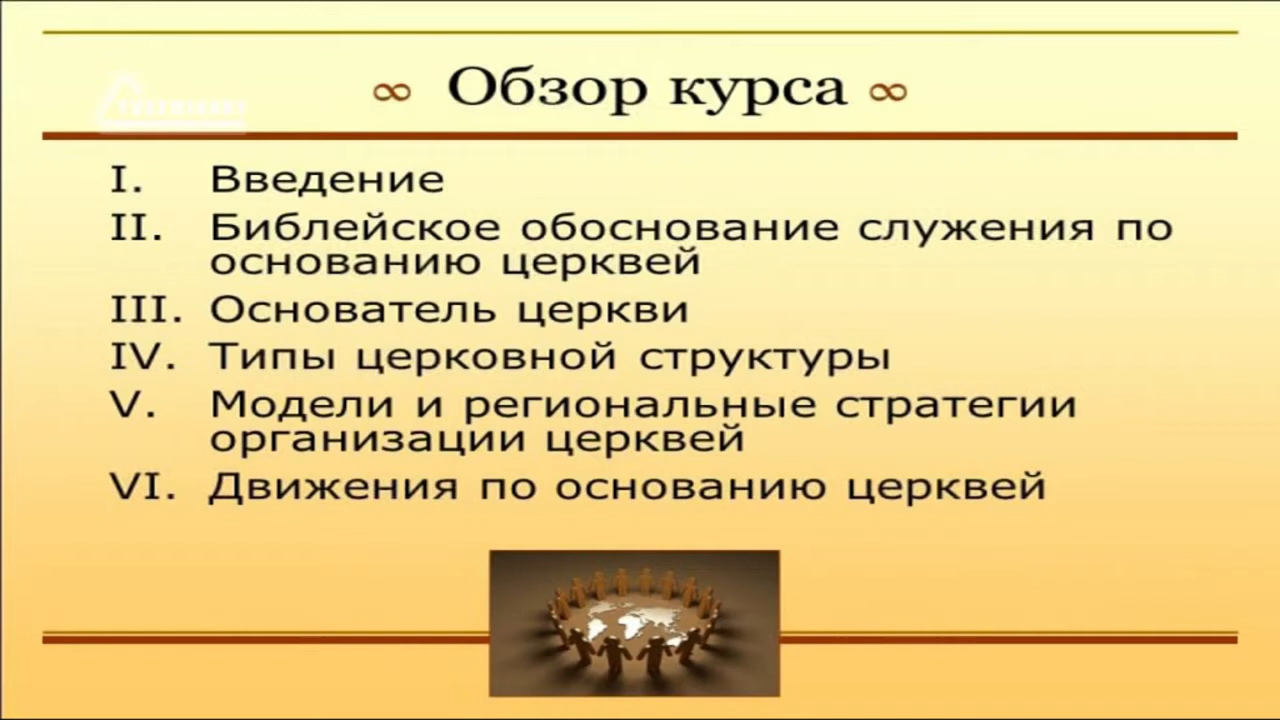 ∞ Обзор курса ∞
I. Введение
II. Библейское обоснование служения по
основанию церквей
III. Основатель церкви
IV. Типы церковной структуры
V. Модели и региональные стратегии
организации церквей
VI. Движения по основанию церквей